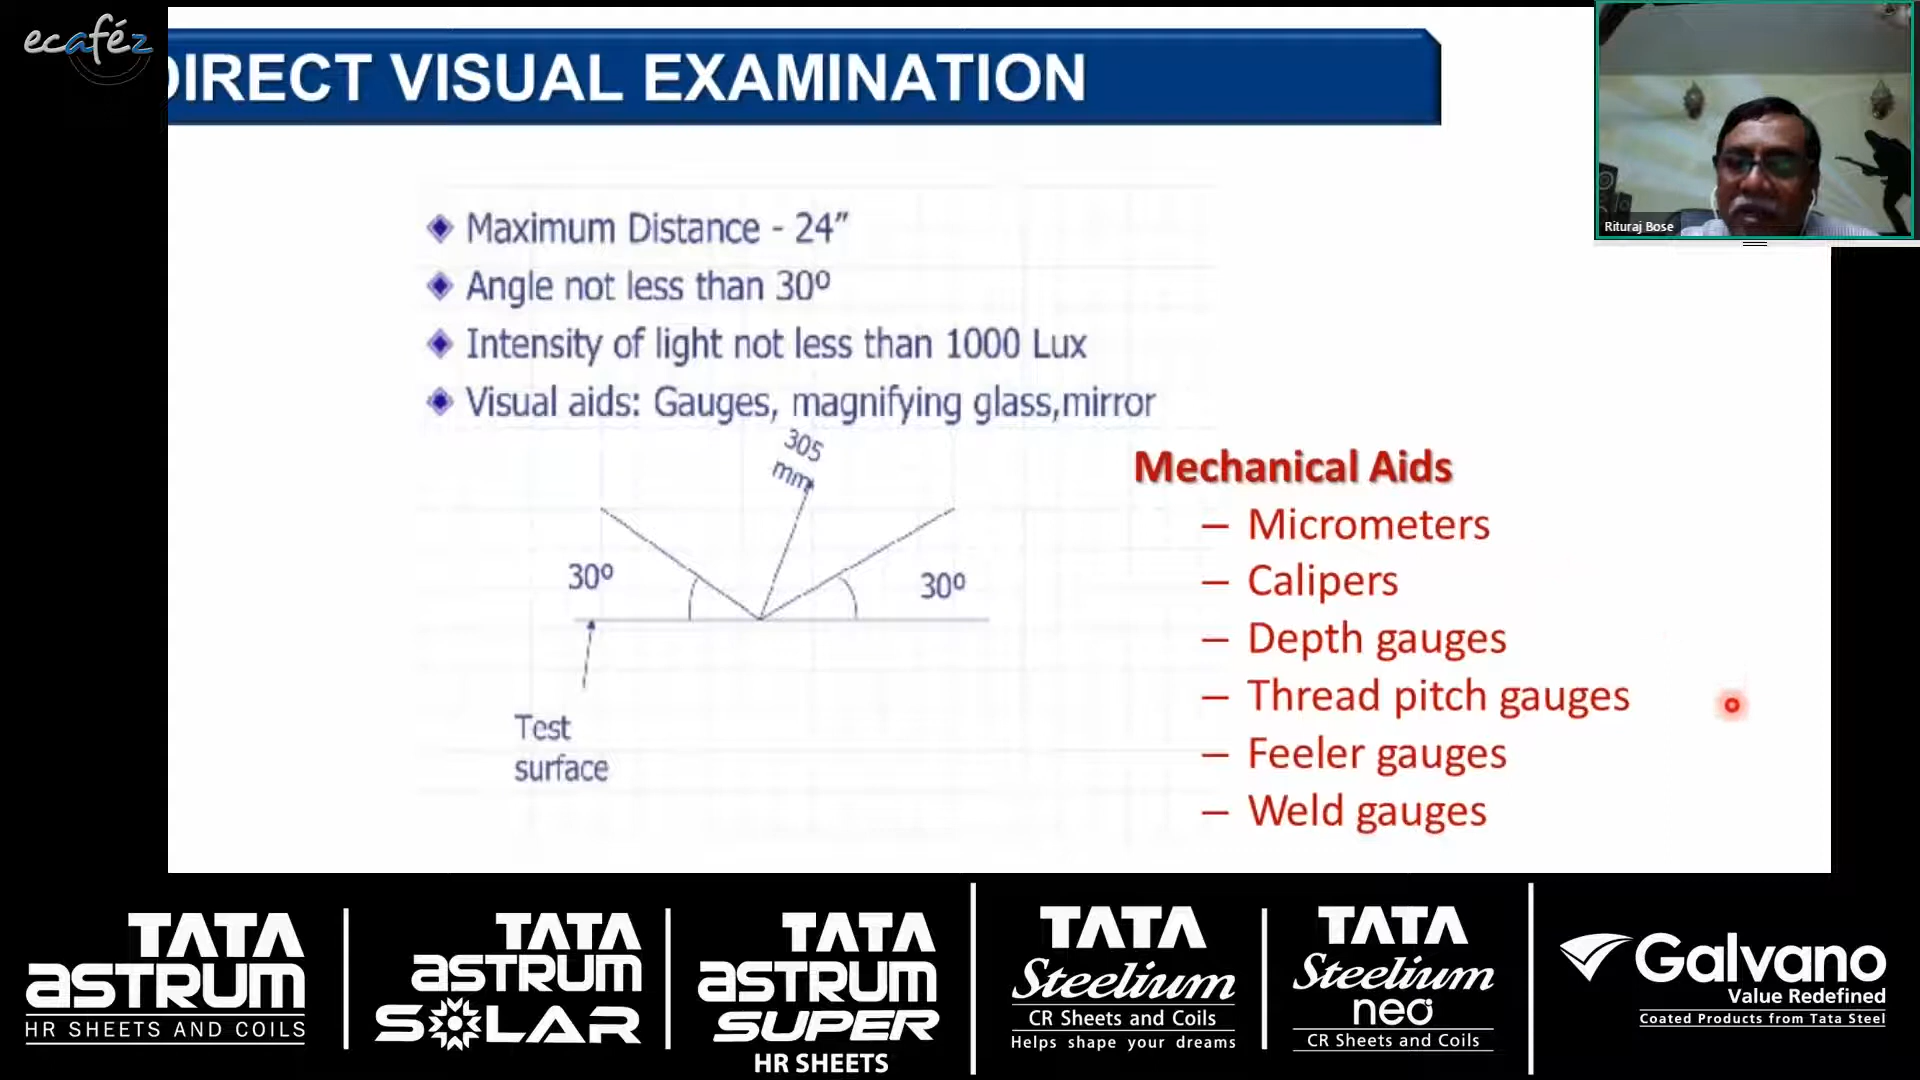 ecaféz
DIRECT VISUAL EXAMINATION
Rituraj Bose
Maximum Distance - 24”
Angle not less than 30º
Intensity of light not less than 1000 Lux
Visual aids: Gauges, magnifying glass,mirror
305
mm
30º
30º
Test
surface
Mechanical Aids
– Micrometers
– Calipers
– Depth gauges
– Thread pitch gauges
– Feeler gauges
– Weld gauges
TATA
ASTRUM
HR SHEETS AND COILS
TATA
ASTRUM
SOLAR
TATA
ASTRUM
SUPER
HR SHEETS
TATA
Steelium
CR Sheets and Coils
Helps shape your dreams
TATA
Steelium
neo
CR Sheets and Coils
Galvano
Value Redefined
Coated Products from Tata Steel